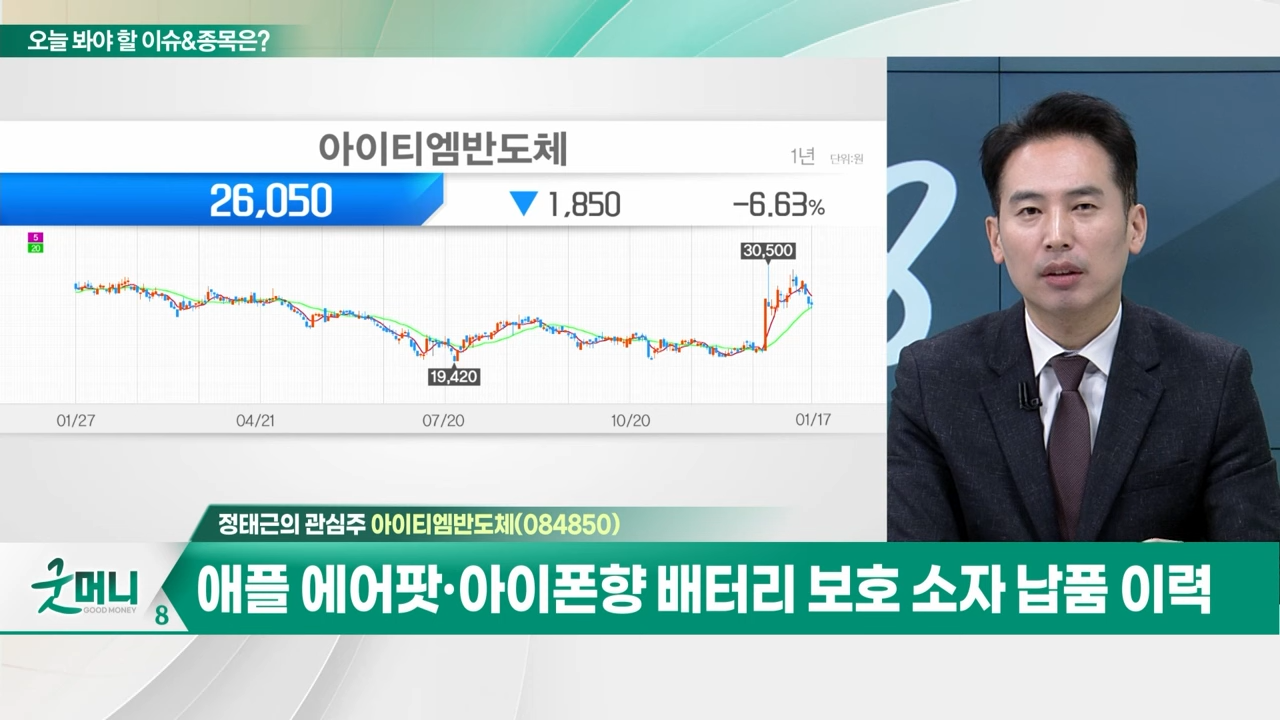 오늘 봐야 할 이슈&종목은?
아이티엠반도체
1년 단위:원
26,050 ▼ 1,850 -6.63%
5
20
30,500
19,420
01/27 04/21 07/20 10/20 01/17
정태근의 관심주 아이티엠반도체(084850)
굿머니
GOOD MONEY
8
애플 에어팟·아이폰향 배터리 보호 소자 납품 이력